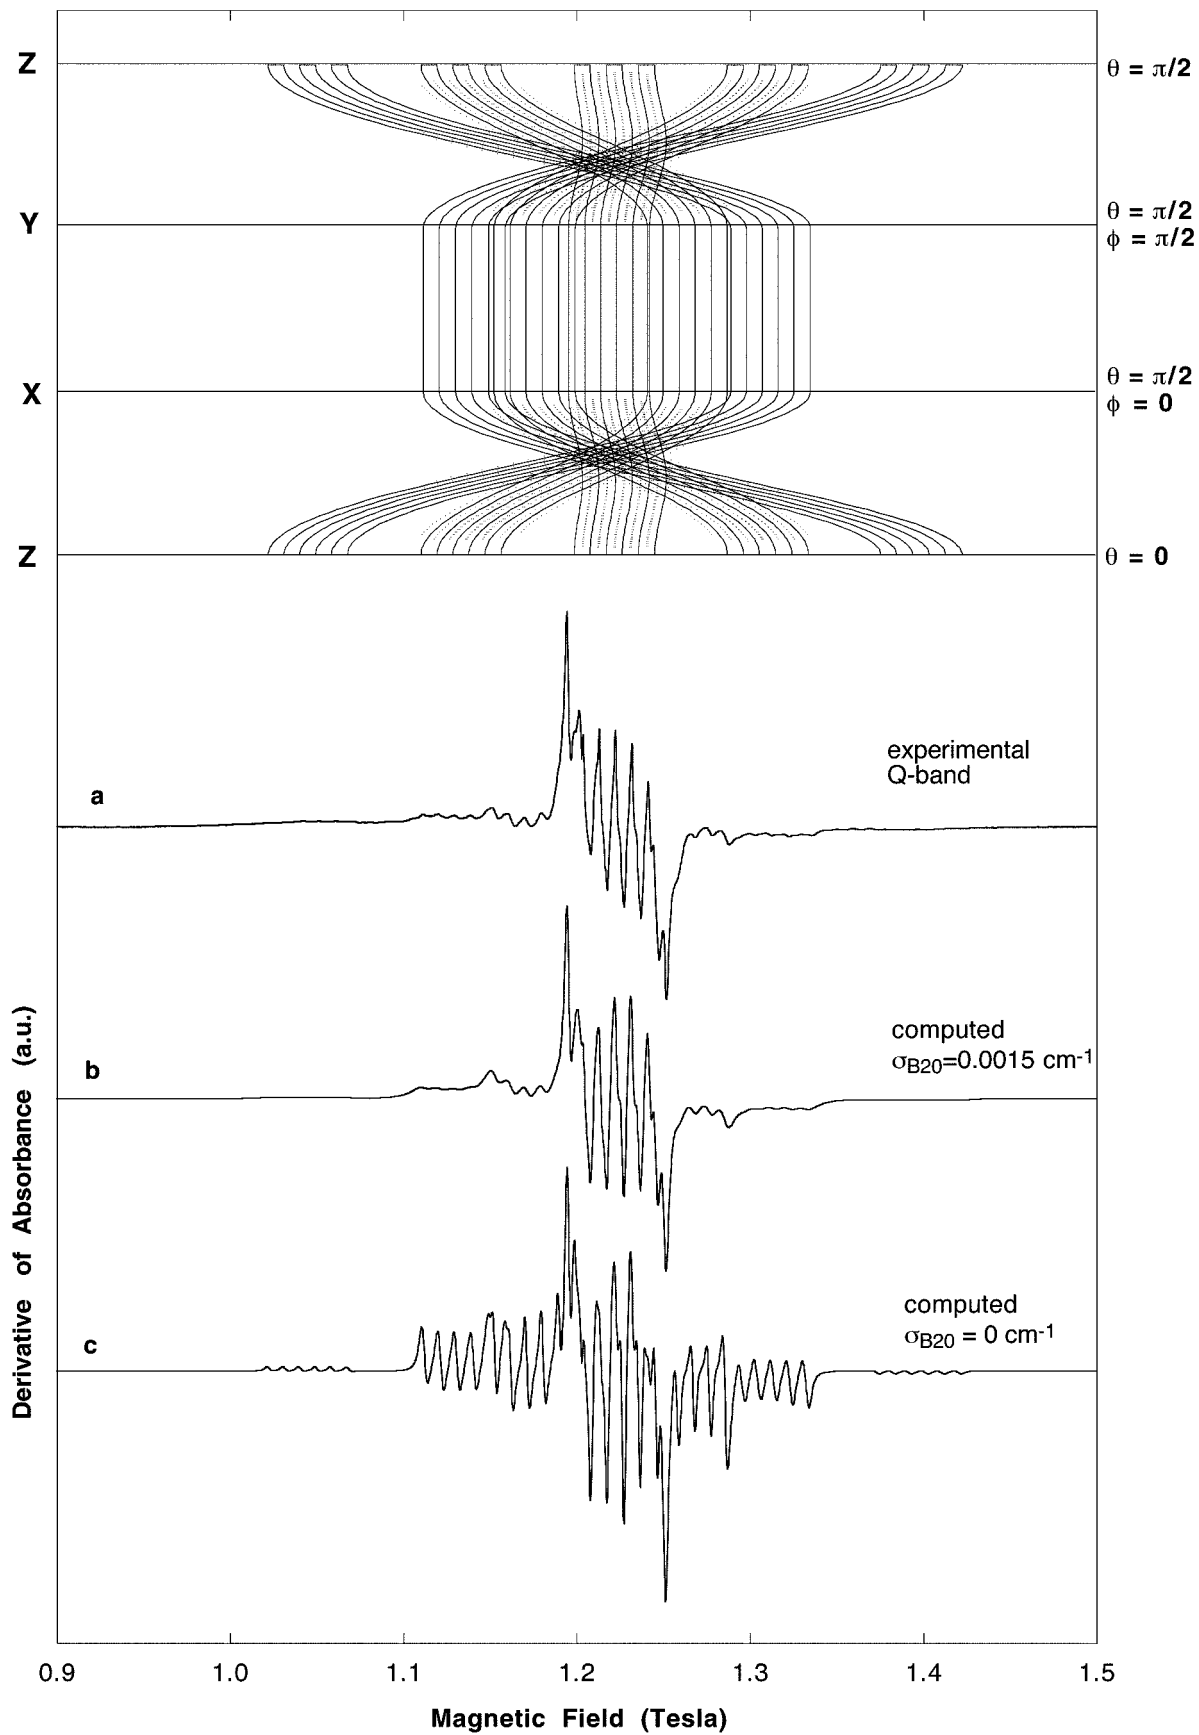 Z
θ = π/2
Y
θ = π/2
φ = π/2
X
θ = π/2
φ = 0
Z
θ = 0
a
experimental
Q-band
b
computed
σB20=0.0015 cm-1
c
computed
σB20 = 0 cm-1
Derivative of Absorbance (a.u.)
0.9 1.0 1.1 1.2 1.3 1.4 1.5
Magnetic Field (Tesla)